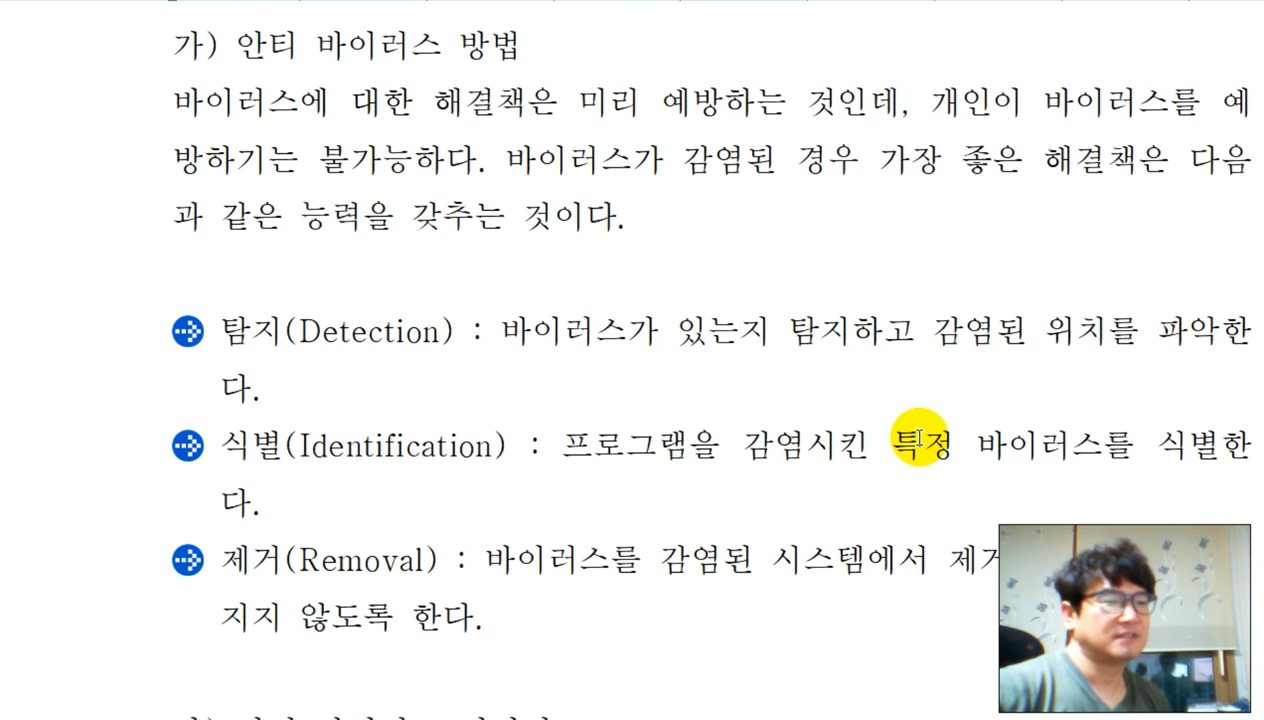 가) 안티 바이러스 방법
바이러스에 대한 해결책은 미리 예방하는 것인데, 개인이 바이러스를 예
방하기는 불가능하다. 바이러스가 감염된 경우 가장 좋은 해결책은 다음
과 같은 능력을 갖추는 것이다.
탐지(Detection) : 바이러스가 있는지 탐지하고 감염된 위치를 파악한
다.
식별(Identification) : 프로그램을 감염시킨 특정 바이러스를 식별한
다.
제거(Removal) : 바이러스를 감염된 시스템에서 제거
지지 않도록 한다.